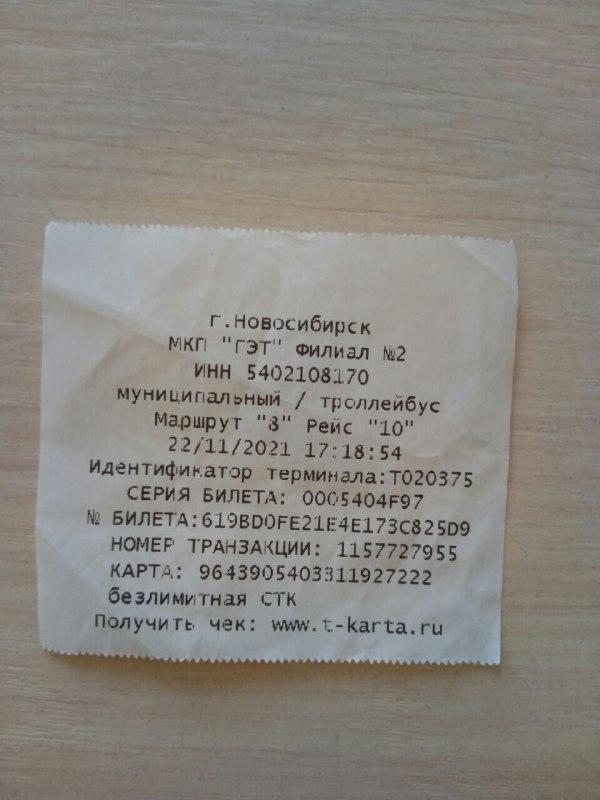 г.Новосибирск
МКП "ГЭТ" Филиал №2
ИНН 5402108170
муниципальный / троллейбус
Маршрут "8" Рейс "10"
22/11/2021 17:18:54
Идентификатор терминала:T020375
СЕРИЯ БИЛЕТА: 0005404F97
№ БИЛЕТА:619BD0FE21E4E173C825D9
НОМЕР ТРАНЗАКЦИИ: 1157727955
КАРТА: 9643905403311927222
безлимитная СТК
Получить чек: www.t-karta.ru